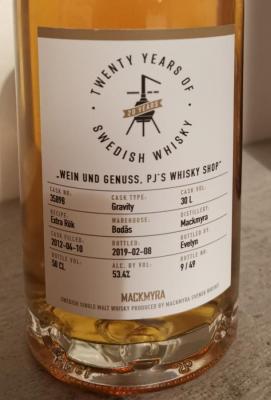 TWENTY YEARS OF
20 YEARS
SWEDISH WHISKY
„WEIN UND GENUSS, PJ'S WHISKY SHOP"
CASK NO: CASK TYPE: CASK VOL:
35898 Gravity 30 L
RECIPE: WAREHOUSE: DISTILLERY:
Extra Rök Bodås Mackmyra
CASK FILLED: BOTTLED: BOTTLED BY:
2012-04-10 2019-02-08 Evelyn
BOTTLE VOL: ALC. BY VOL: BOTTLE NO:
50 CL 53.4% 9 / 49
MACKMYRA
SWEDISH SINGLE MALT WHISKY PRODUCED BY MACKMYRA SVENSK WHISKY